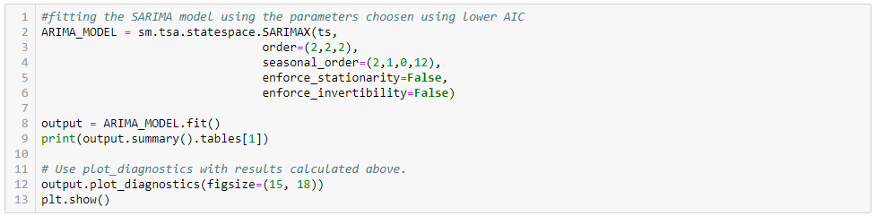 1 #fitting the SARIMA model using the parameters choosen using lower AIC
2 ARIMA_MODEL = sm.tsa.statespace.SARIMAX(ts,
3 order=(2,2,2),
4 seasonal_order=(2,1,0,12),
5 enforce_stationarity=False,
6 enforce_invertibility=False)
7
8 output = ARIMA_MODEL.fit()
9 print(output.summary().tables[1])
10
11 # Use plot_diagnostics with results calculated above.
12 output.plot_diagnostics(figsize=(15, 18))
13 plt.show()